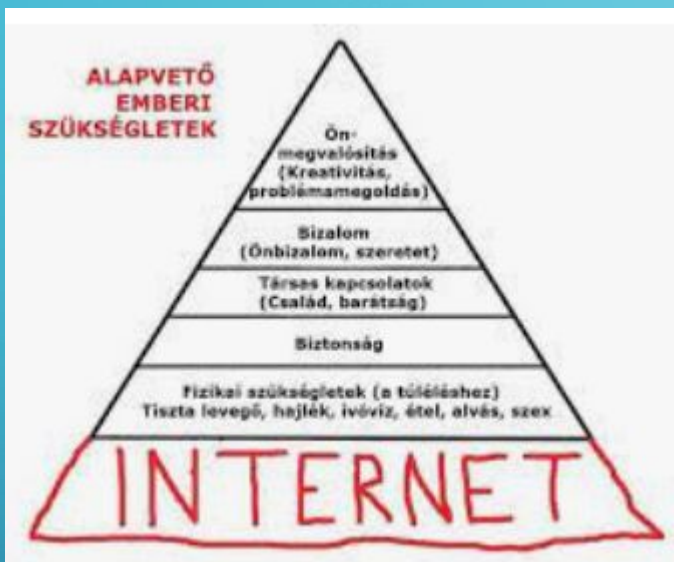 ALAPVETŐ
EMBERI
SZÜKSÉGLETEK
Ön-
megvalósítás
(Kreativitás,
problémamegoldás)
Bizalom
(Önbizalom, szeretet)
Társas kapcsolatok
(Család, barátság)
Biztonság
Fizikai szükségletek (a túléléshez)
Tiszta levegő, hajlék, ivóvíz, étel, alvás, szex
INTERNET